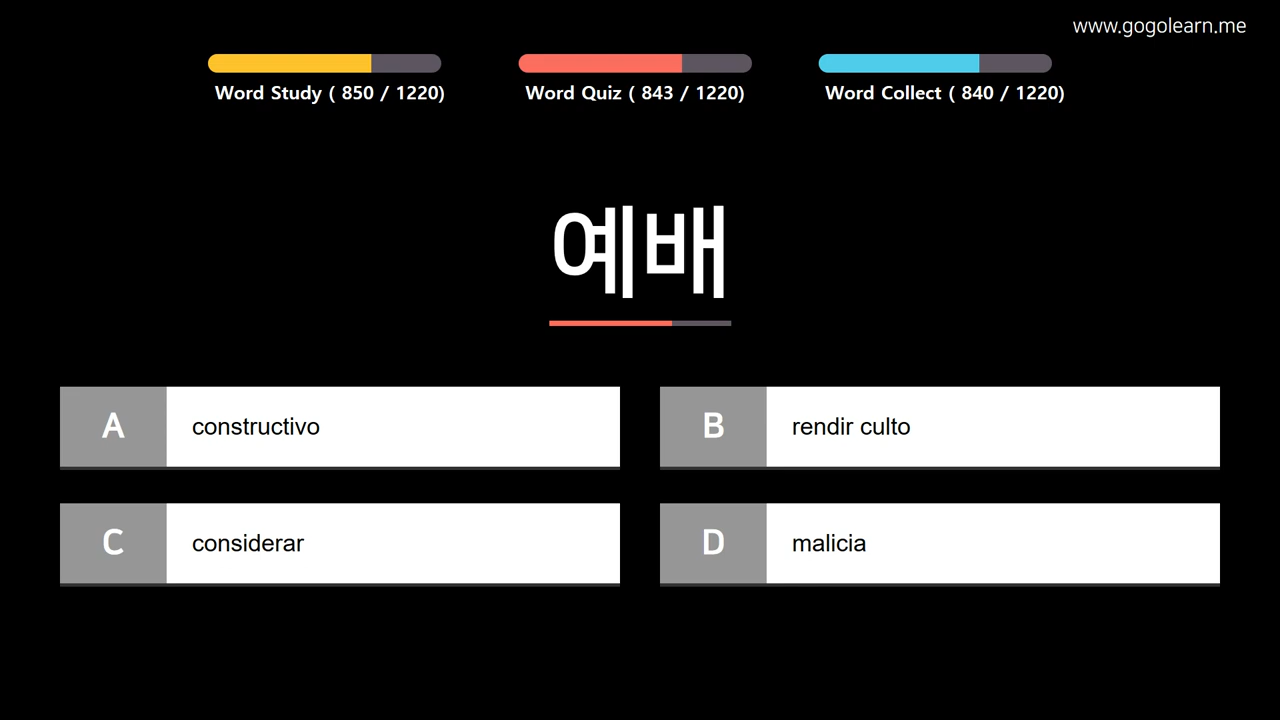 www.gogolearn.me
Word Study ( 850 / 1220)
Word Quiz ( 843 / 1220)
Word Collect ( 840 / 1220)
예배
A constructivo
B rendir culto
C considerar
D malicia